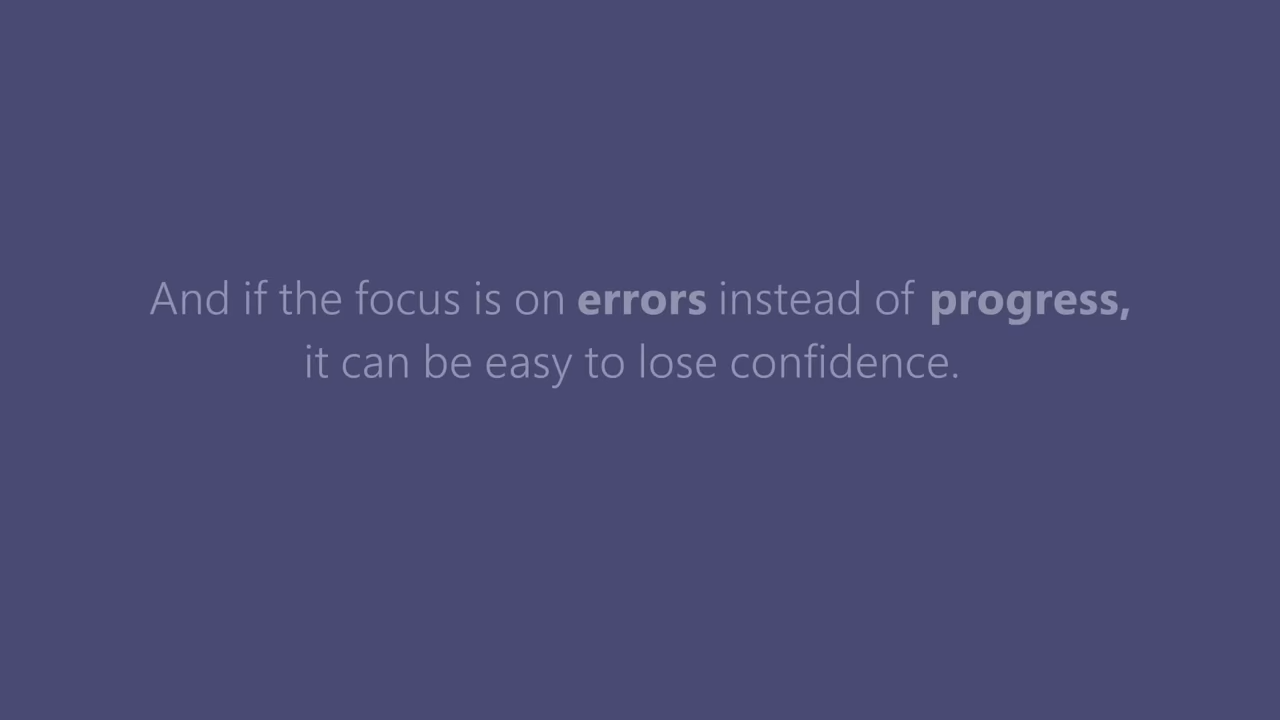 And if the focus is on errors instead of progress,
it can be easy to lose confidence.